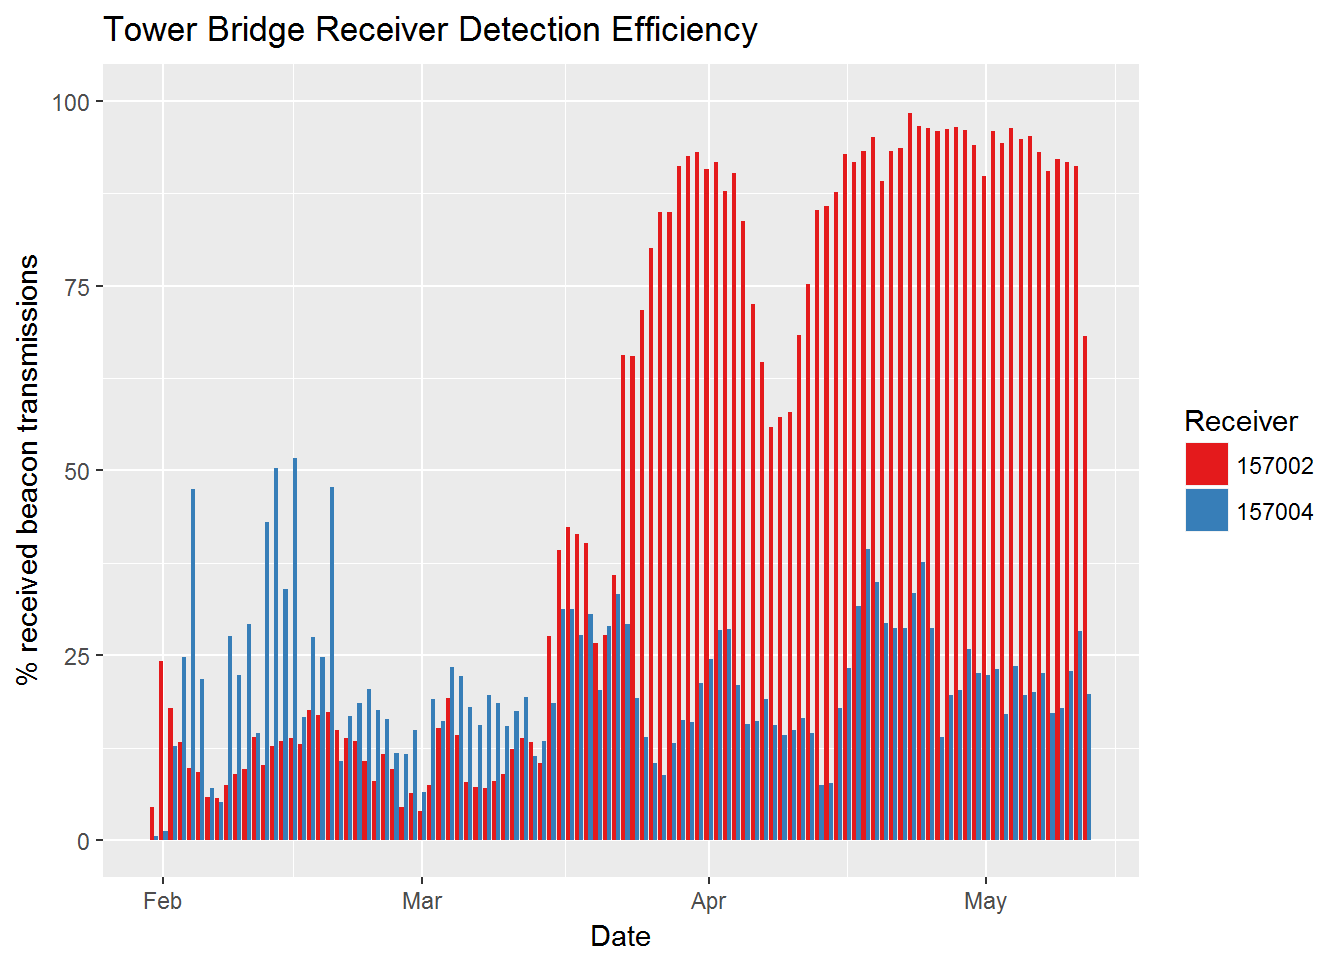 Tower Bridge Receiver Detection Efficiency
% received beacon transmissions
100
75
50
25
0
Feb
Mar
Apr
May
Date
Receiver
157002
157004